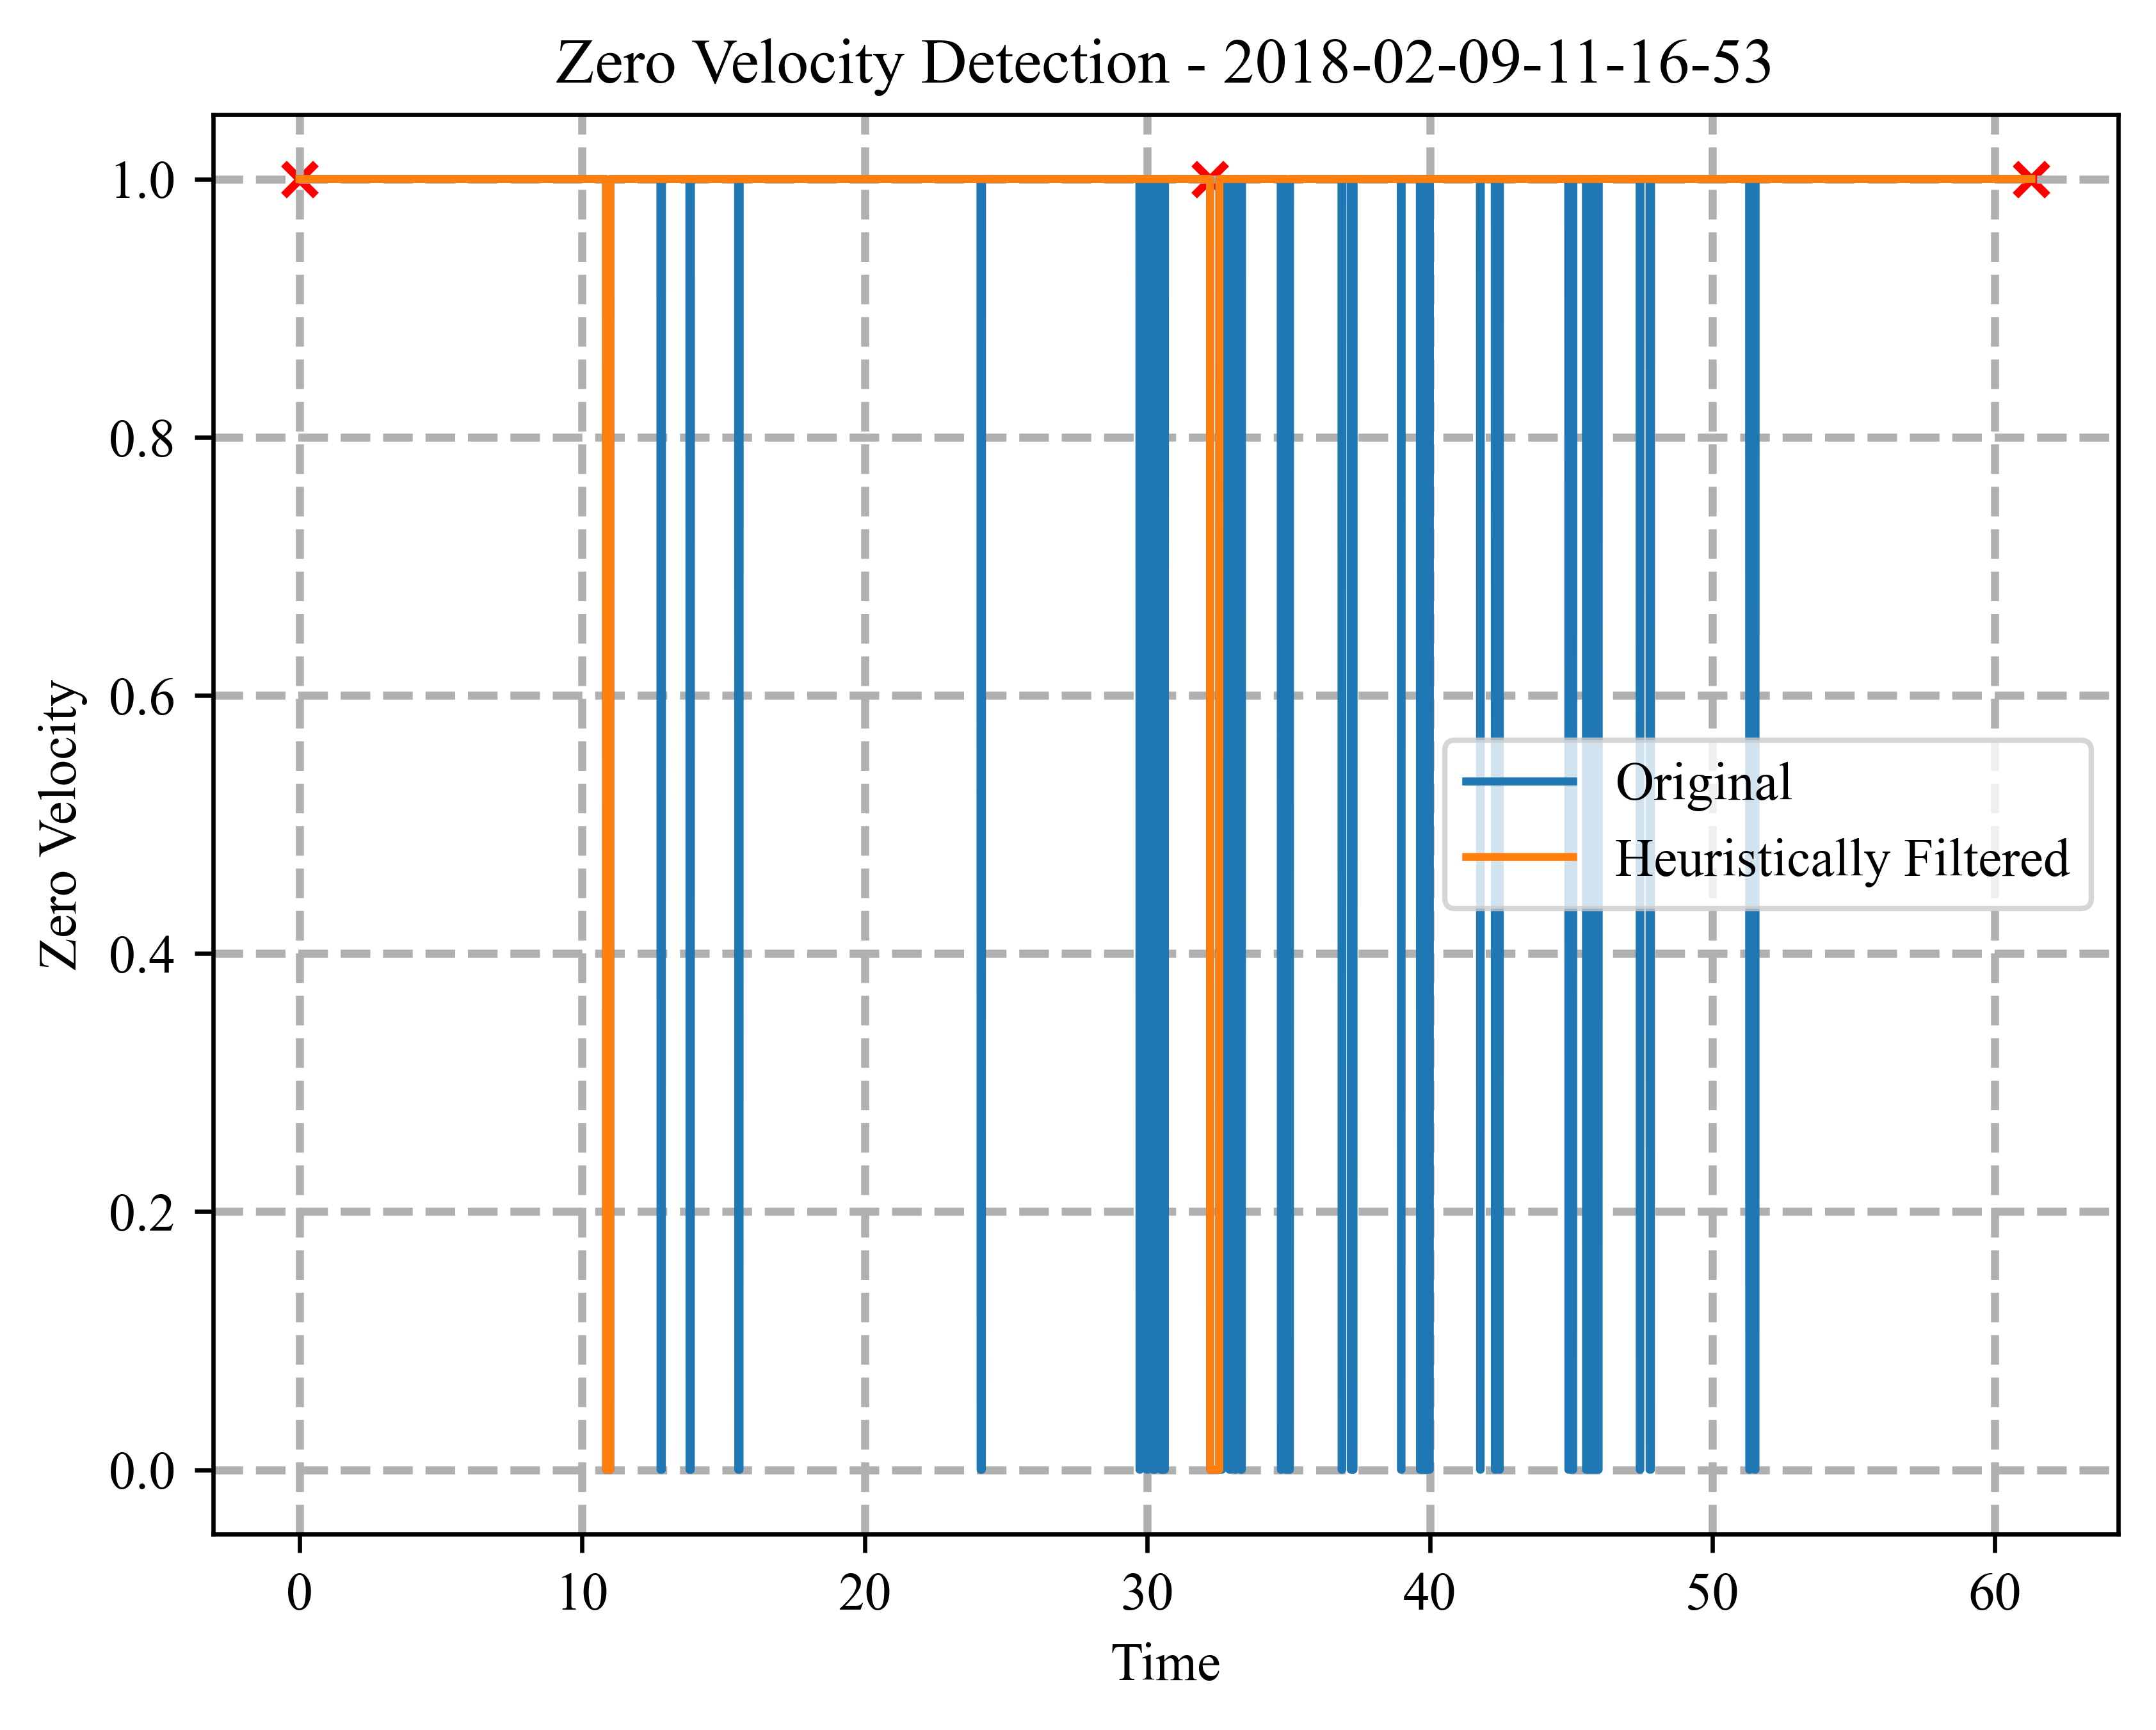 Zero Velocity Detection - 2018-02-09-11-16-53
1.0
0.8
0.6
0.4
0.2
0.0
Zero Velocity
Original
Heuristically Filtered
0 10 20 30 40 50 60
Time